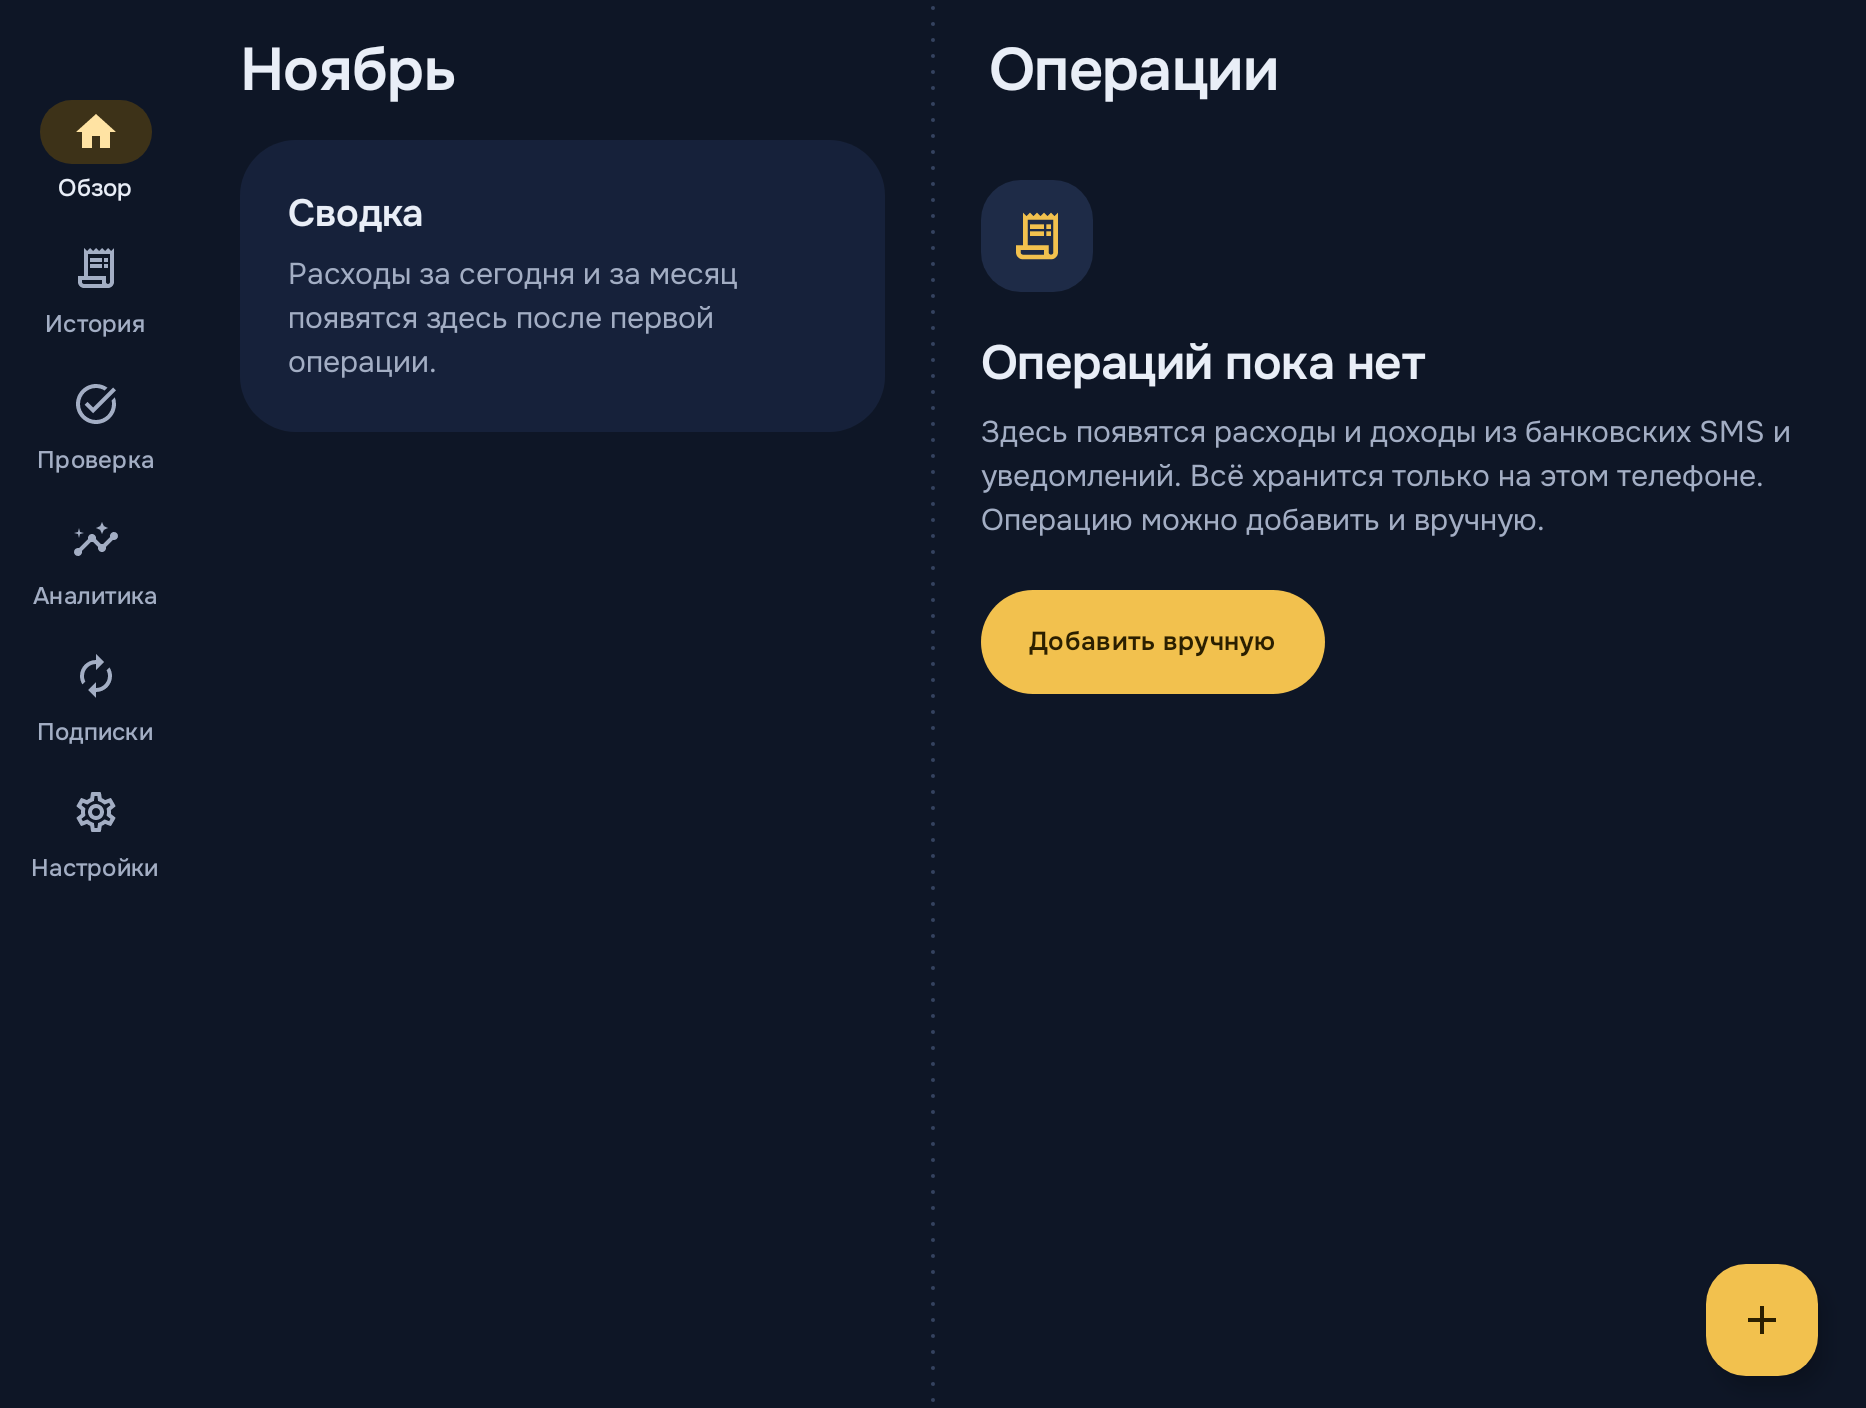 Обзор
История
Проверка
Аналитика
Подписки
Настройки
Ноябрь
Сводка
Расходы за сегодня и за месяц
появятся здесь после первой
операции.
Операции
Операций пока нет
Здесь появятся расходы и доходы из банковских SMS и
уведомлений. Всё хранится только на этом телефоне.
Операцию можно добавить и вручную.
Добавить вручную